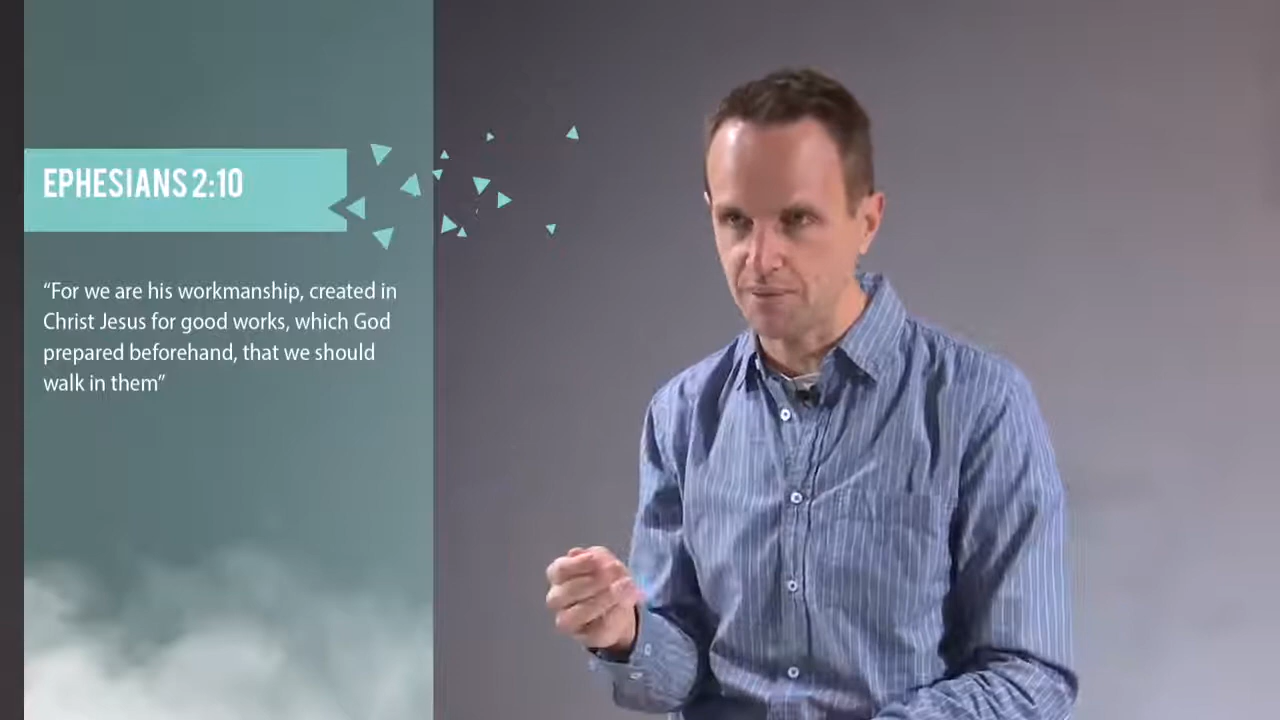 EPHESIANS 2:10
“For we are his workmanship, created in
Christ Jesus for good works, which God
prepared beforehand, that we should
walk in them”